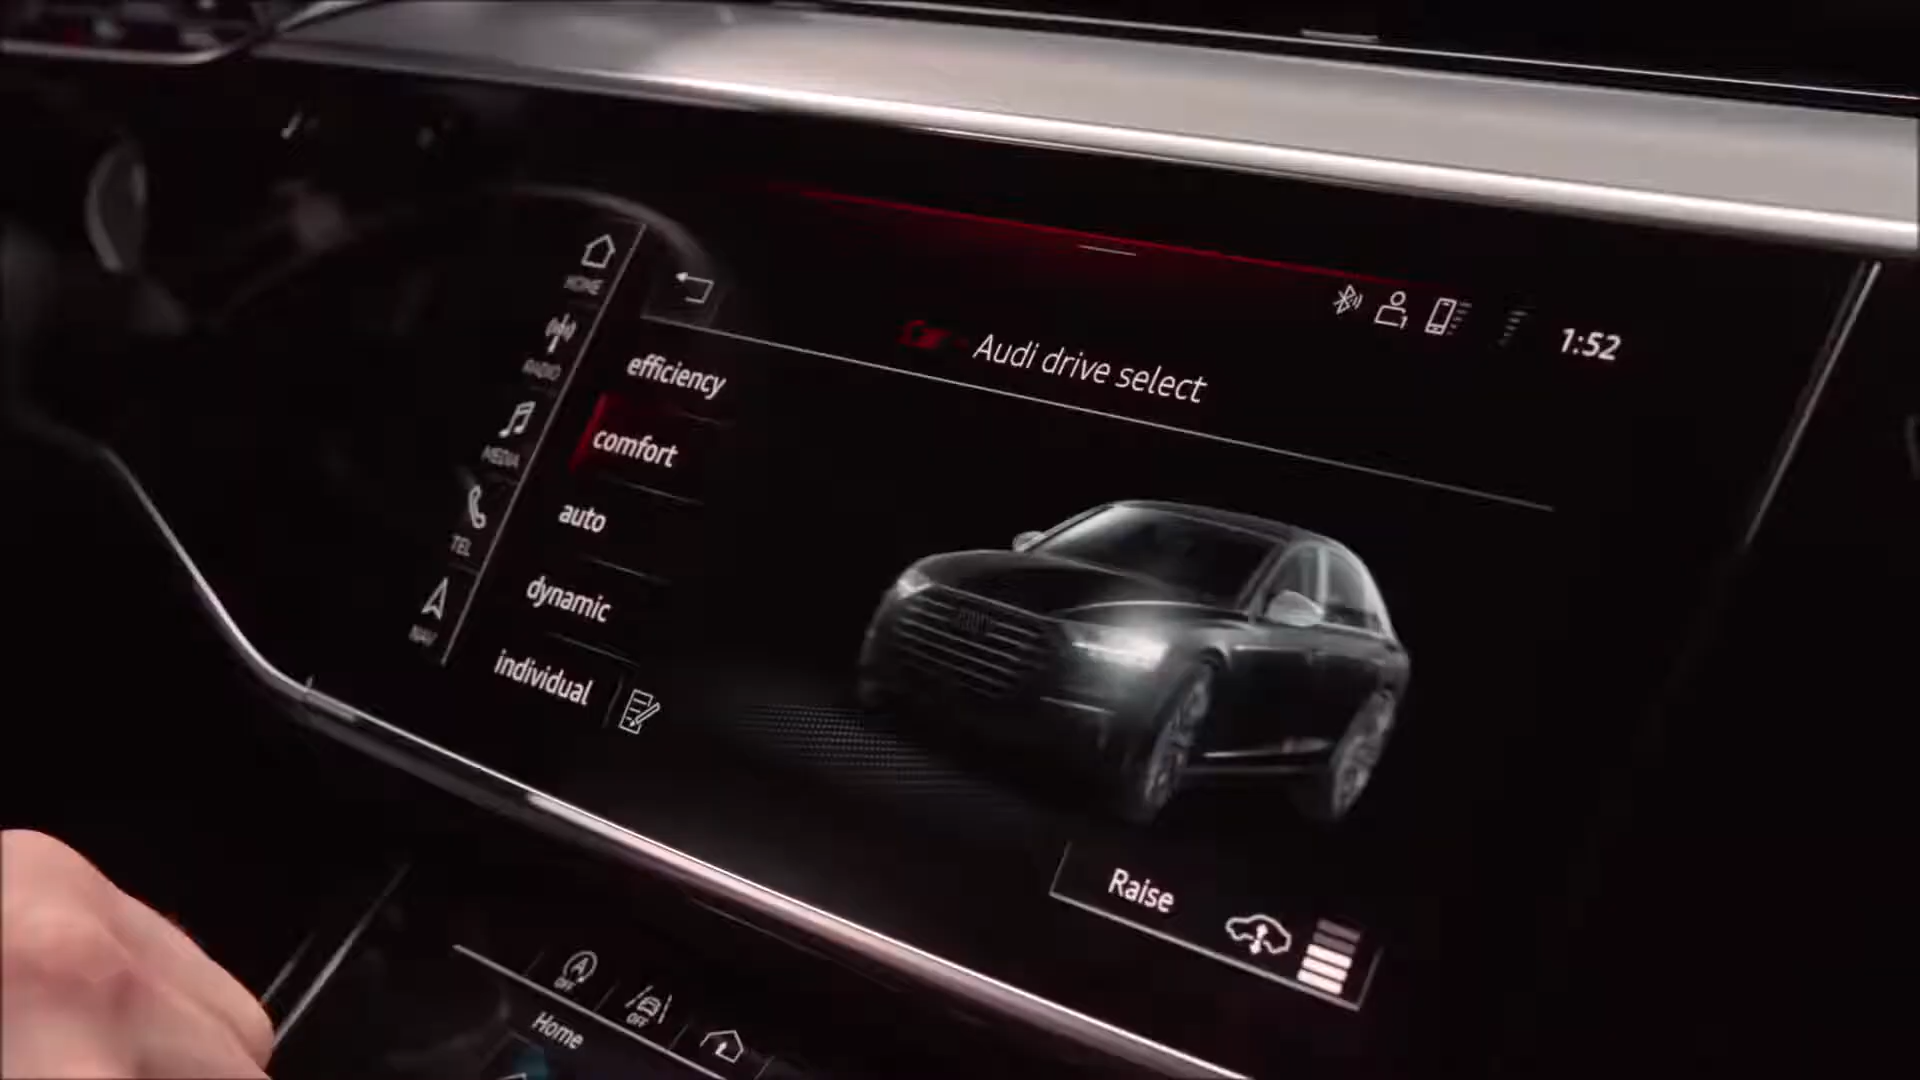 1:52
Car
Audi drive select
HOME
RADIO
MEDIA
TEL
NAV
efficiency
comfort
auto
dynamic
individual
Raise
A
OFF
OFF
Home